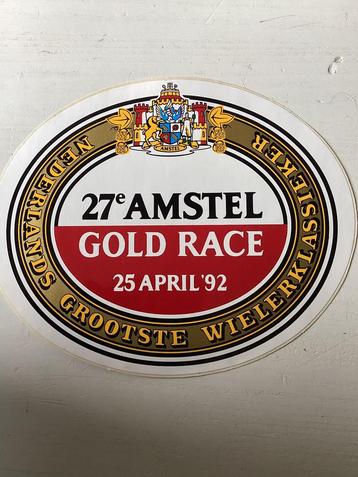 AMSTEL
27e AMSTEL
GOLD RACE
25 APRIL '92
NEDERLANDS GROOTSTE WIELERKLASSIEKER